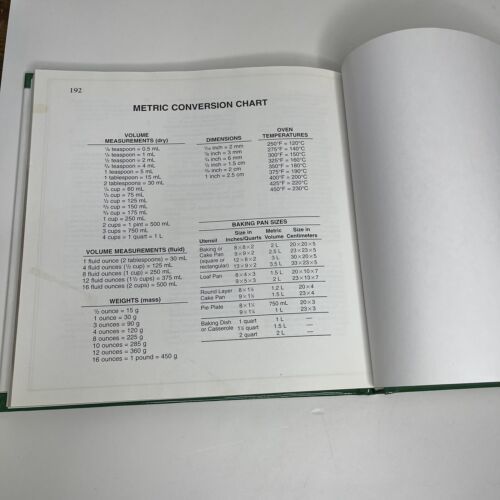 192
METRIC CONVERSION CHART
VOLUME
MEASUREMENTS (dry)
⅛ teaspoon = 0.5 mL
¼ teaspoon = 1 mL
½ teaspoon = 2 mL
¾ teaspoon = 4 mL
1 teaspoon = 5 mL
1 tablespoon = 15 mL
2 tablespoons = 30 mL
¼ cup = 60 mL
⅓ cup = 75 mL
½ cup = 125 mL
⅔ cup = 150 mL
¾ cup = 175 mL
1 cup = 250 mL
2 cups = 1 pint = 500 mL
3 cups = 750 mL
4 cups = 1 quart = 1 L
VOLUME MEASUREMENTS (fluid)
1 fluid ounce (2 tablespoons) = 30 mL
4 fluid ounces (½ cup) = 125 mL
8 fluid ounces (1 cup) = 250 mL
12 fluid ounces (1½ cups) = 375 mL
16 fluid ounces (2 cups) = 500 mL
WEIGHTS (mass)
½ ounce = 15 g
1 ounce = 30 g
3 ounces = 90 g
4 ounces = 120 g
8 ounces = 225 g
10 ounces = 285 g
12 ounces = 360 g
16 ounces = 1 pound = 450 g
DIMENSIONS
1/16 inch = 2 mm
⅛ inch = 3 mm
¼ inch = 6 mm
½ inch = 1.5 cm
¾ inch = 2 cm
1 inch = 2.5 cm
OVEN
TEMPERATURES
250°F = 120°C
275°F = 140°C
300°F = 150°C
325°F = 160°C
350°F = 180°C
375°F = 190°C
400°F = 200°C
425°F = 220°C
450°F = 230°C
BAKING PAN SIZES
Utensil Size in Inches/Quarts Metric Volume Size in Centimeters
Baking or 8×8×2 2 L 20×20×5
Cake Pan 9×9×2 2.5 L 23×23×5
(square or 12×8×2 3 L 30×20×5
rectangular) 13×9×2 3.5 L 33×23×5
Loaf Pan 8×4×3 1.5 L 20×10×7
9×5×3 2 L 23×13×7
Round Layer 8×1½ 1.2 L 20×4
Cake Pan 9×1½ 1.5 L 23×4
Pie Plate 8×1¼ 750 mL 20×3
9×1¼ 1 L 23×3
Baking Dish 1 quart 1 L —
or Casserole 1½ quart 1.5 L —
2 quart 2 L —